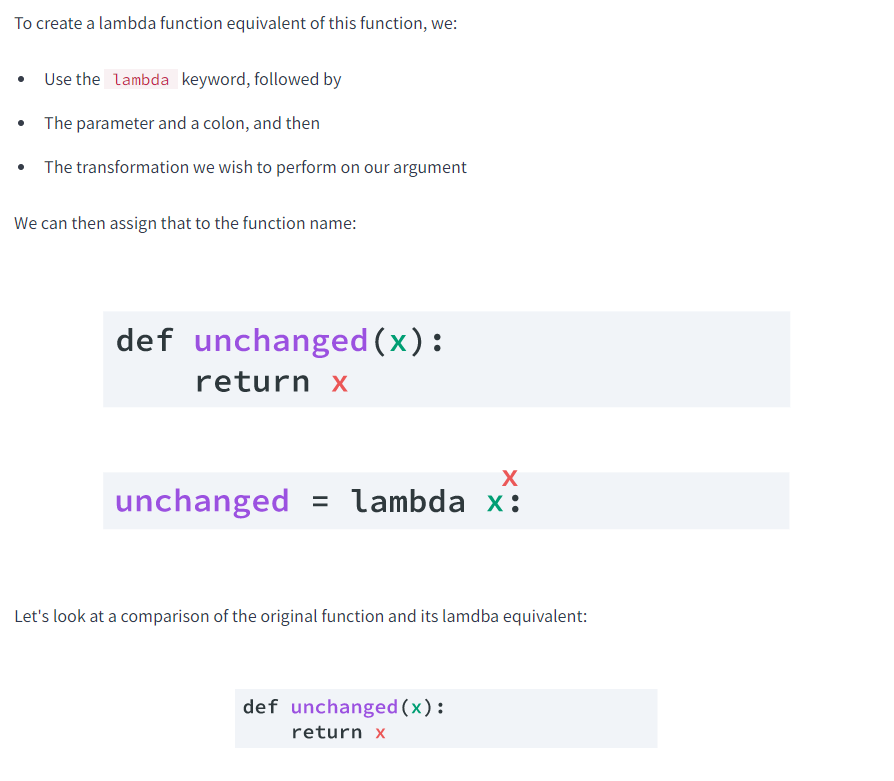 To create a lambda function equivalent of this function, we:
• Use the lambda keyword, followed by
• The parameter and a colon, and then
• The transformation we wish to perform on our argument
We can then assign that to the function name:
def unchanged(x):
    return x
x
unchanged = lambda x:
Let's look at a comparison of the original function and its lamdba equivalent:
def unchanged(x):
    return x